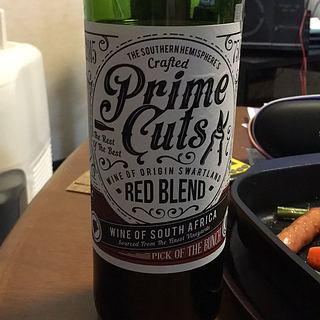 THE SOUTHERN HEMISPHERE'S
Crafted
Prime
Cuts
The Best
Of The Best
WINE OF ORIGIN SWARTLAND
RED BLEND
WINE OF SOUTH AFRICA
Sourced From The Finest Vineyards
PICK OF THE BUNCH